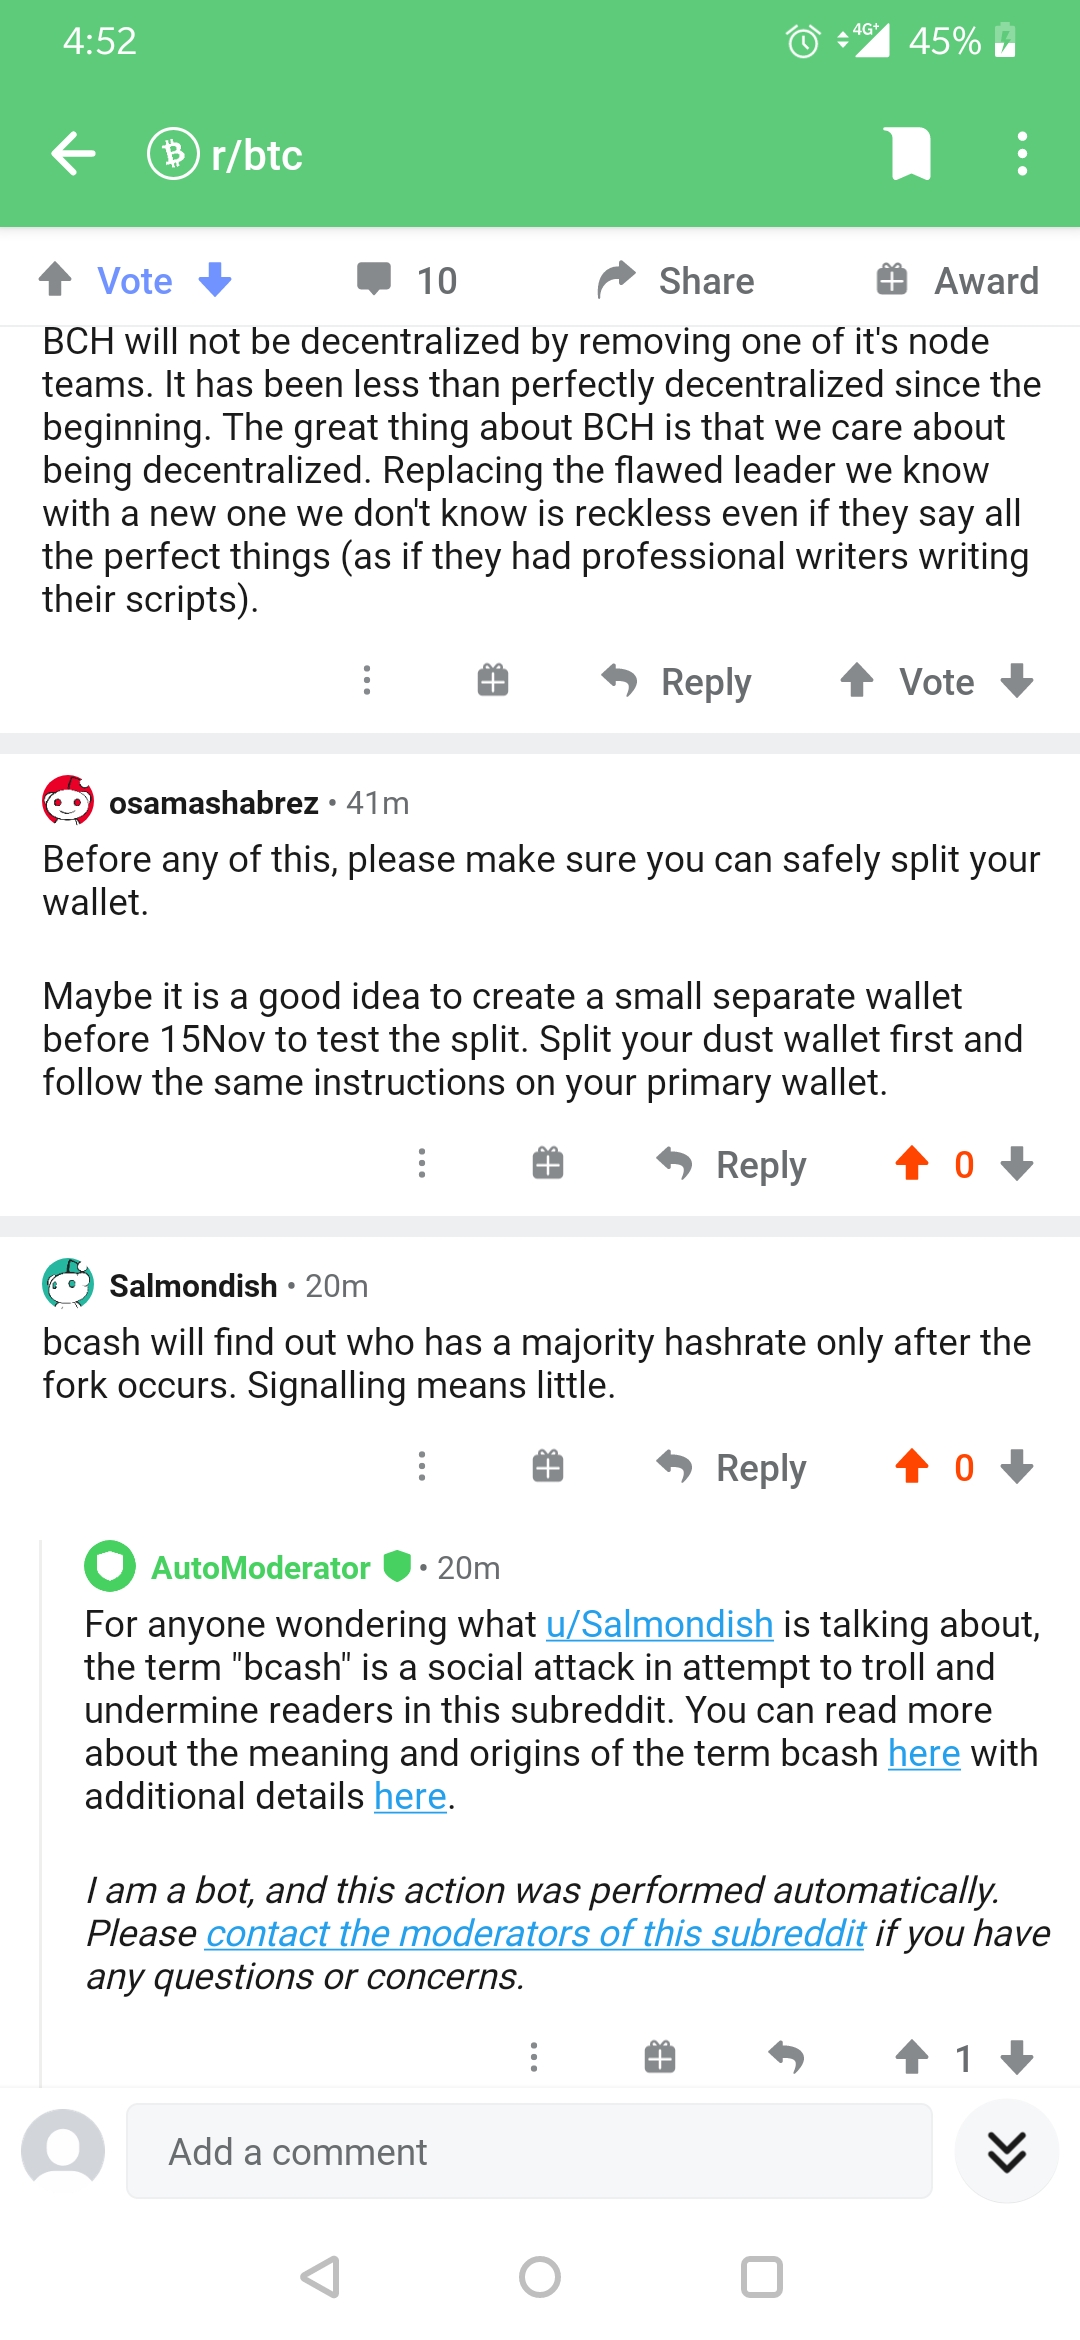 4:52
4G+ 45%
r/btc
Vote 10 Share Award
BCH will not be decentralized by removing one of it's node
teams. It has been less than perfectly decentralized since the
beginning. The great thing about BCH is that we care about
being decentralized. Replacing the flawed leader we know
with a new one we don't know is reckless even if they say all
the perfect things (as if they had professional writers writing
their scripts).
Reply Vote
osamashabrez • 41m
Before any of this, please make sure you can safely split your
wallet.
Maybe it is a good idea to create a small separate wallet
before 15Nov to test the split. Split your dust wallet first and
follow the same instructions on your primary wallet.
Reply 0
Salmondish • 20m
bcash will find out who has a majority hashrate only after the
fork occurs. Signalling means little.
Reply 0
AutoModerator • 20m
For anyone wondering what u/Salmondish is talking about,
the term "bcash" is a social attack in attempt to troll and
undermine readers in this subreddit. You can read more
about the meaning and origins of the term bcash here with
additional details here.
I am a bot, and this action was performed automatically.
Please contact the moderators of this subreddit if you have
any questions or concerns.
1
Add a comment